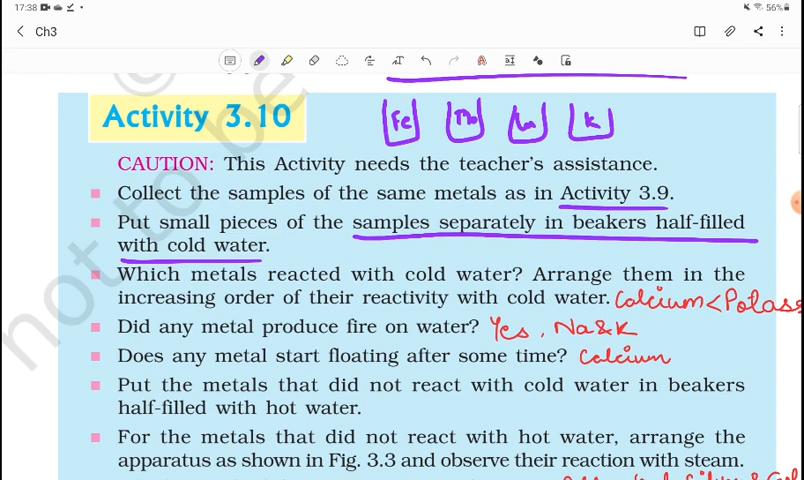 17:38 56%
Ch3
Activity 3.10
Fe K
CAUTION: This Activity needs the teacher's assistance.
Collect the samples of the same metals as in Activity 3.9.
Put small pieces of the samples separately in beakers half-filled
with cold water.
Which metals reacted with cold water? Arrange them in the
increasing order of their reactivity with cold water. Calcium < Potass
Did any metal produce fire on water? Yes, Na & K
Does any metal start floating after some time? Calcium
Put the metals that did not react with cold water in beakers
half-filled with hot water.
For the metals that did not react with hot water, arrange the
apparatus as shown in Fig. 3.3 and observe their reaction with steam.
not to be